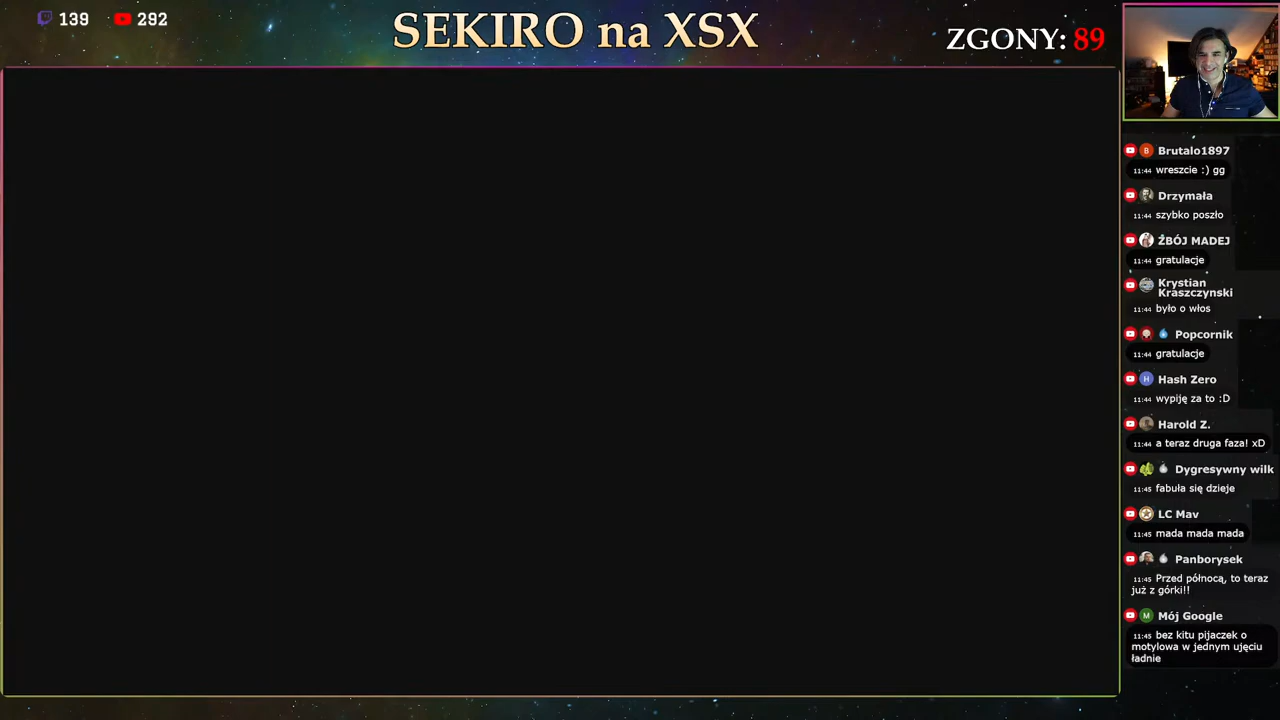 139 292
SEKIRO na XSX
ZGONY: 89
Brutalo1897
11:44 wreszcie :) gg
Drzymała
11:44 szybko poszło
ŻBÓJ MADEJ
11:44 gratulacje
Krystian
Kraszczynski
11:44 było o włos
Popcornik
11:44 gratulacje
H Hash Zero
11:44 wypiję za to :D
Harold Z.
11:44 a teraz druga faza! xD
Dygresywny wilk
11:45 fabuła się dzieje
LC Mav
11:45 mada mada mada
Panborysek
11:45 Przed północą, to teraz
już z górki!!
M Mój Google
11:45 bez kitu pijaczek o
motylowa w jednym ujęciu
ładnie